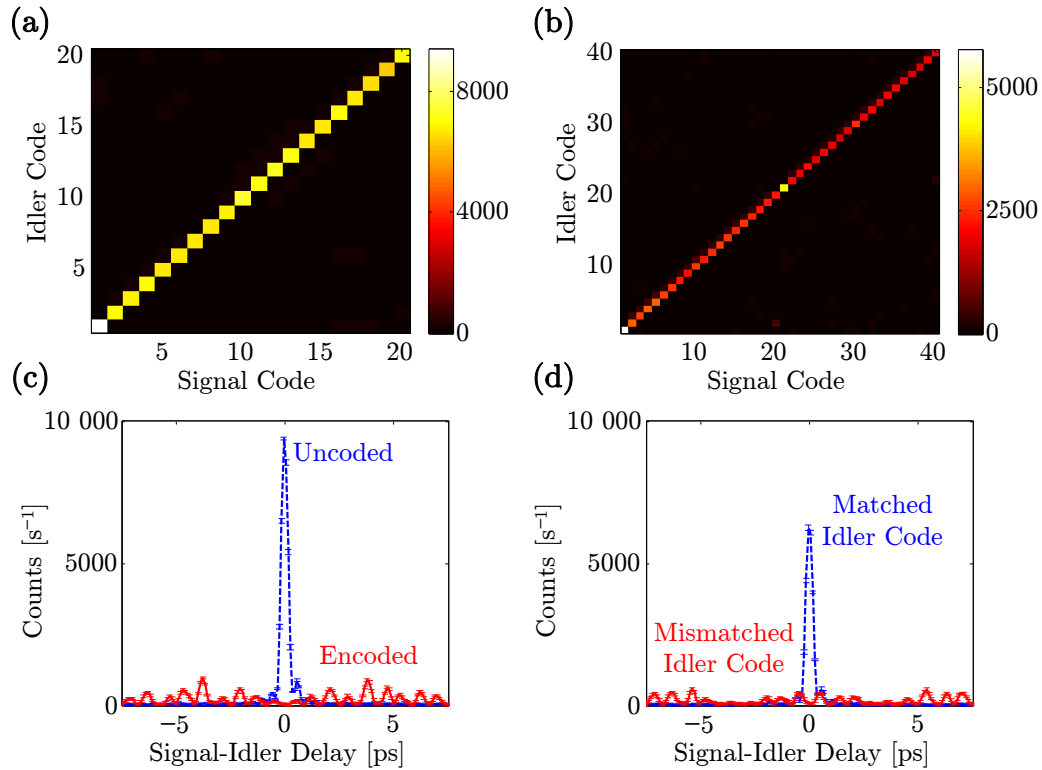 (a)
20
15
10
5
Idler Code
5
10
15
20
Signal Code
8000
4000
0
(b)
40
30
20
10
Idler Code
10
20
30
40
Signal Code
5000
2500
0
(c)
10 000
5000
0
Counts [s⁻¹]
Uncoded
Encoded
−5
0
5
Signal-Idler Delay [ps]
(d)
10 000
5000
0
Counts [s⁻¹]
Matched
Idler Code
Mismatched
Idler Code
−5
0
5
Signal-Idler Delay [ps]